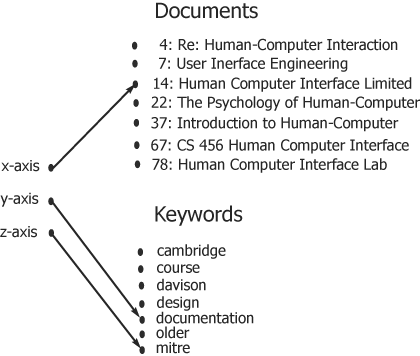 Documents
4: Re: Human-Computer Interaction
7: User Inerface Engineering
14: Human Computer Interface Limited
22: The Psychology of Human-Computer
37: Introduction to Human-Computer
67: CS 456 Human Computer Interface
78: Human Computer Interface Lab
x-axis
y-axis
z-axis
Keywords
cambridge
course
davison
design
documentation
older
mitre